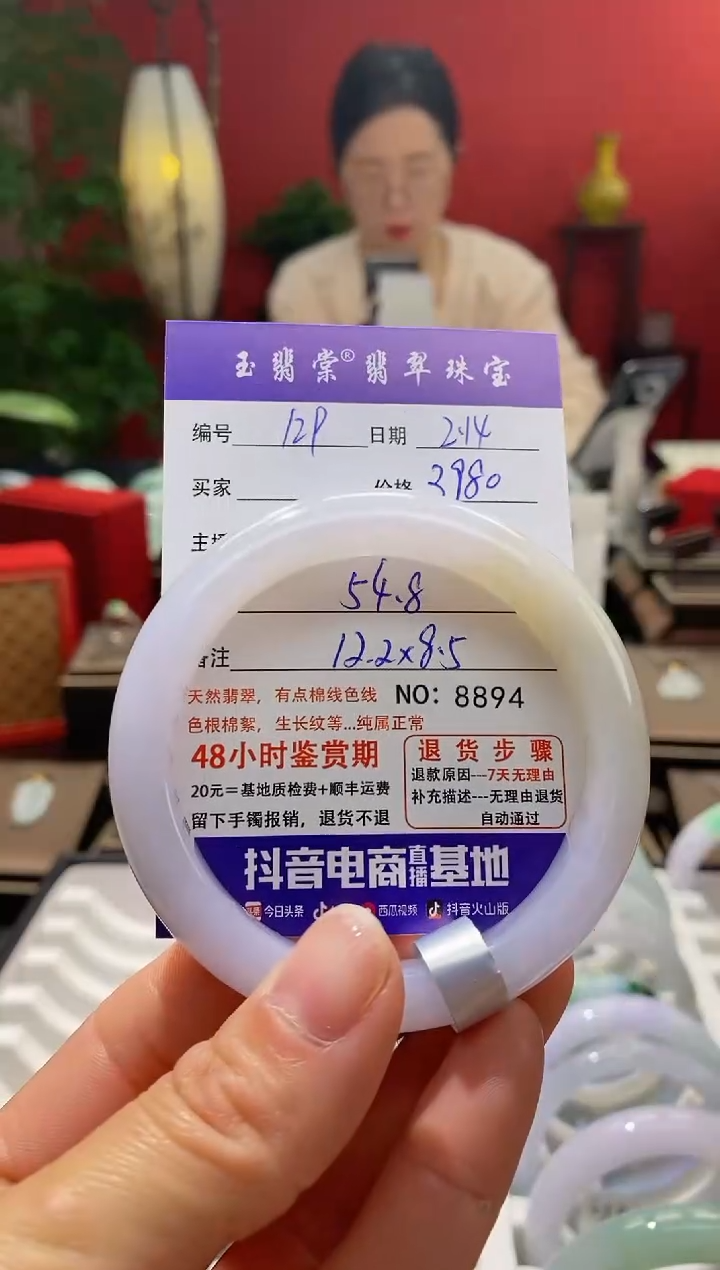 玉翡棠®翡翠珠宝
编号 12P 日期 2.14
买家 价格 2980
主播
54.8
备注 12.2×8.5
天然翡翠，有点棉线色线 NO：8894
色根棉絮，生长纹等...纯属正常
48小时鉴赏期
20元＝基地质检费+顺丰运费
留下手镯报销，退货不退
退货步骤
退款原因---7天无理由
补充描述---无理由退货
自动通过
抖音电商直播基地
今日头条 西瓜视频 抖音火山版